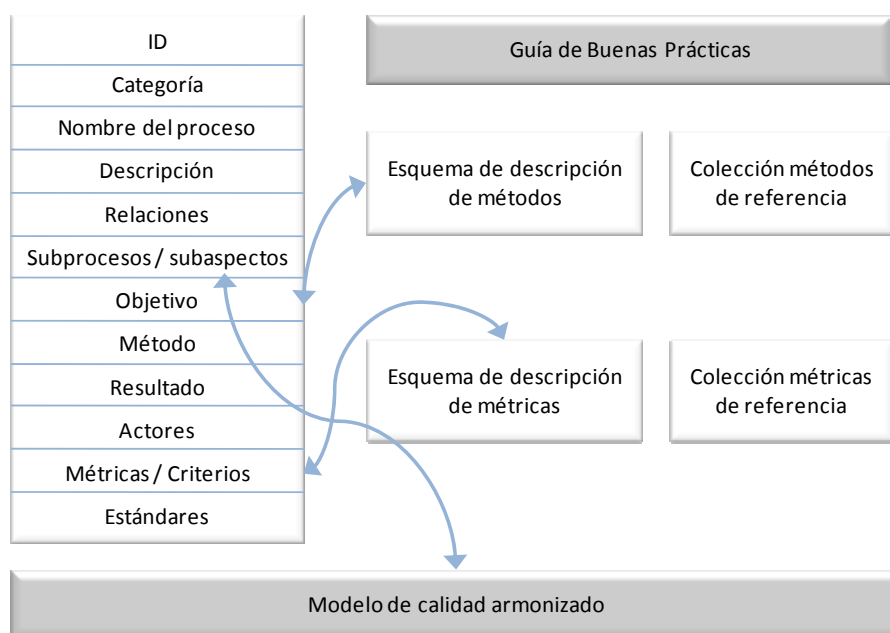 ID
Categoría
Nombre del proceso
Descripción
Relaciones
Subprocesos / subaspectos
Objetivo
Método
Resultado
Actores
Métricas / Criterios
Estándares
Guía de Buenas Prácticas
Esquema de descripción
de métodos
Colección métodos
de referencia
Esquema de descripción
de métricas
Colección métricas
de referencia
Modelo de calidad armonizado